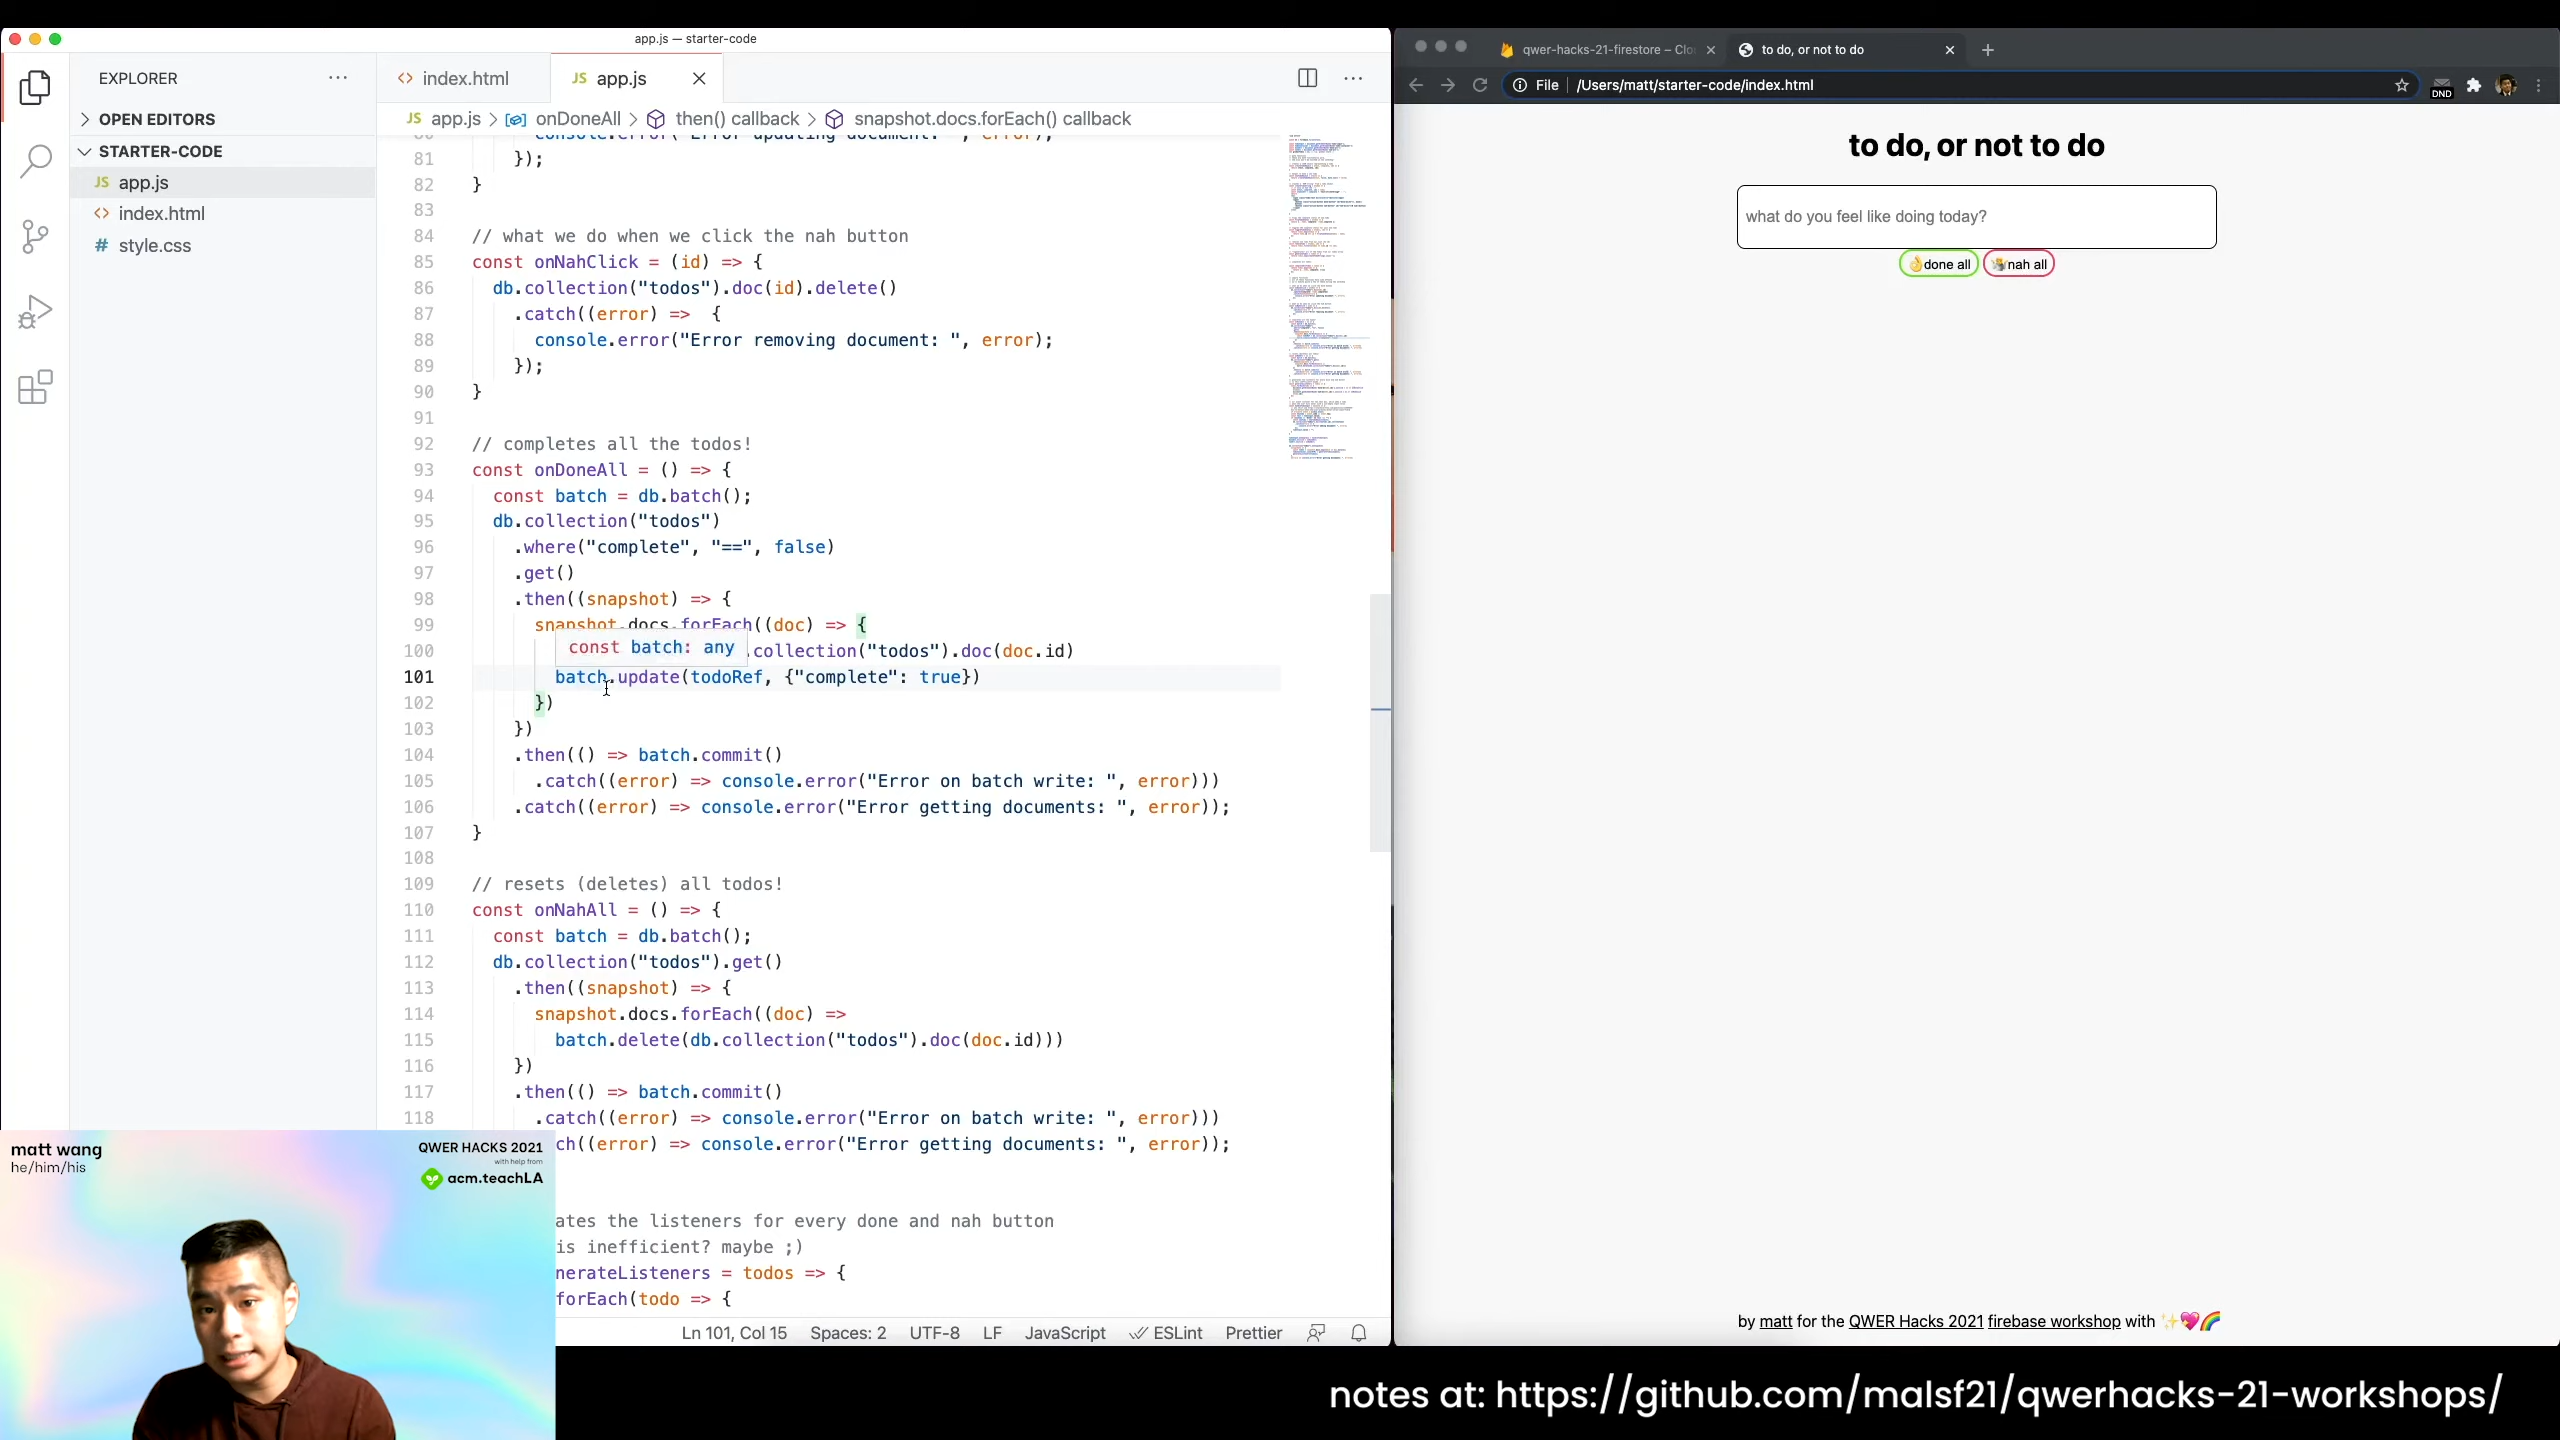 app.js — starter-code
EXPLORER
index.html
JS app.js
OPEN EDITORS
STARTER-CODE
JS app.js
index.html
# style.css
JS app.js > onDoneAll > then() callback > snapshot.docs.forEach() callback
console.error("Error updating document: ", error);
81 });
82 }
83
84 // what we do when we click the nah button
85 const onNahClick = (id) => {
86 db.collection("todos").doc(id).delete()
87 .catch((error) => {
88 console.error("Error removing document: ", error);
89 });
90 }
91
92 // completes all the todos!
93 const onDoneAll = () => {
94 const batch = db.batch();
95 db.collection("todos")
96 .where("complete", "==", false)
97 .get()
98 .then((snapshot) => {
99 snapshot.docs.forEach((doc) => {
const batch: any
100 .collection("todos").doc(doc.id)
101 batch.update(todoRef, {"complete": true})
102 })
103 })
104 .then(() => batch.commit()
105 .catch((error) => console.error("Error on batch write: ", error)))
106 .catch((error) => console.error("Error getting documents: ", error));
107 }
108
109 // resets (deletes) all todos!
110 const onNahAll = () => {
111 const batch = db.batch();
112 db.collection("todos").get()
113 .then((snapshot) => {
114 snapshot.docs.forEach((doc) =>
115 batch.delete(db.collection("todos").doc(doc.id)))
116 })
117 .then(() => batch.commit()
118 .catch((error) => console.error("Error on batch write: ", error)))
ch((error) => console.error("Error getting documents: ", error));
ates the listeners for every done and nah button
is inefficient? maybe ;)
nerateListeners = todos => {
forEach(todo => {
Ln 101, Col 15 Spaces: 2 UTF-8 LF JavaScript ESLint Prettier
matt wang
he/him/his
QWER HACKS 2021
with help from
acm.teachLA
qwer-hacks-21-firestore – Clo
to do, or not to do
File /Users/matt/starter-code/index.html
DND
to do, or not to do
what do you feel like doing today?
👌done all
nah all
by matt for the QWER Hacks 2021 firebase workshop with ✨💖🌈
notes at: https://github.com/malsf21/qwerhacks-21-workshops/